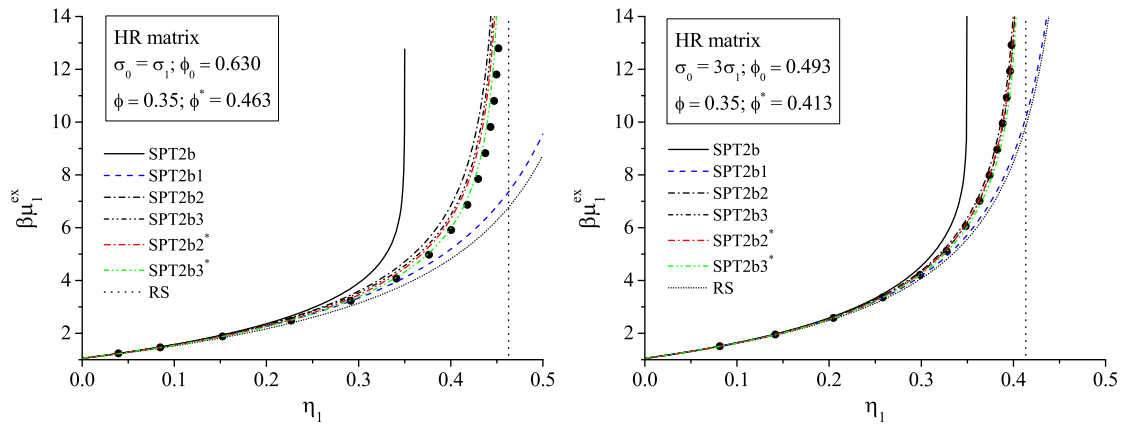 HR matrix
σ₀ = σ₁; ϕ₀ = 0.630
ϕ = 0.35; ϕ* = 0.463
SPT2b
SPT2b1
SPT2b2
SPT2b3
SPT2b2*
SPT2b3*
RS
14
12
10
8
6
4
2
βμ₁ᵉˣ
0.0 0.1 0.2 0.3 0.4 0.5
η₁
HR matrix
σ₀ = 3σ₁; ϕ₀ = 0.493
ϕ = 0.35; ϕ* = 0.413
SPT2b
SPT2b1
SPT2b2
SPT2b3
SPT2b2*
SPT2b3*
RS
14
12
10
8
6
4
2
βμ₁ᵉˣ
0.0 0.1 0.2 0.3 0.4 0.5
η₁